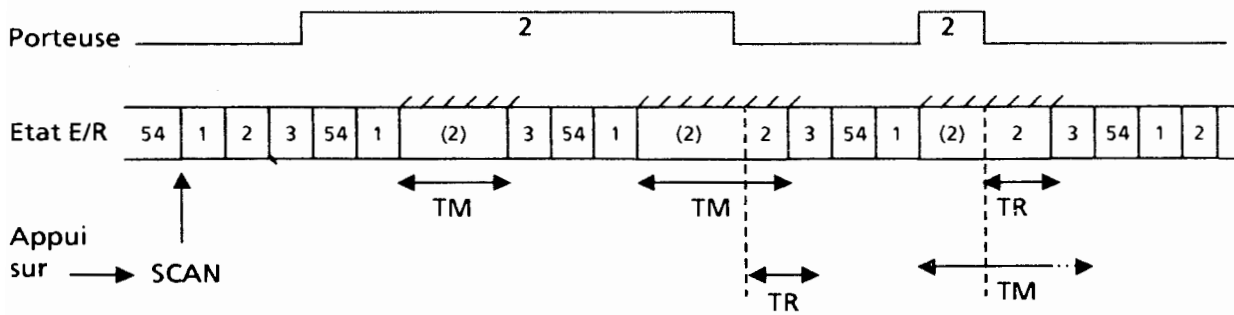 2 2
Porteuse
Etat E/R 54 1 2 3 54 1 (2) 3 54 1 (2) 2 3 54 1 (2) 2 3 54 1 2
TM TM TR
Appui
sur SCAN
TR TM